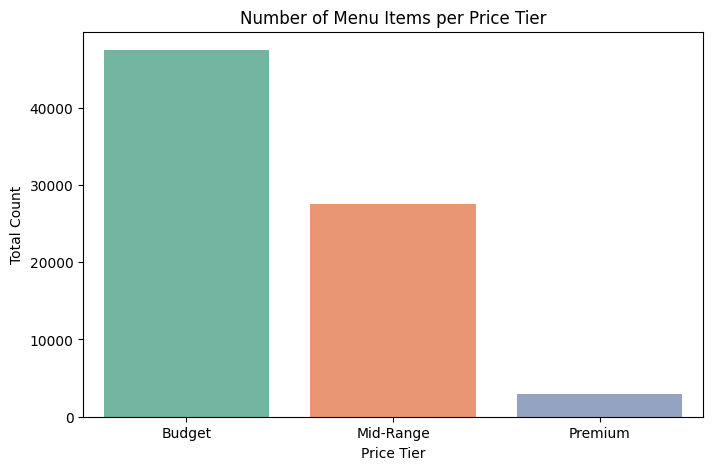 Number of Menu Items per Price Tier
Total Count
40000
30000
20000
10000
0
Budget
Mid-Range
Premium
Price Tier